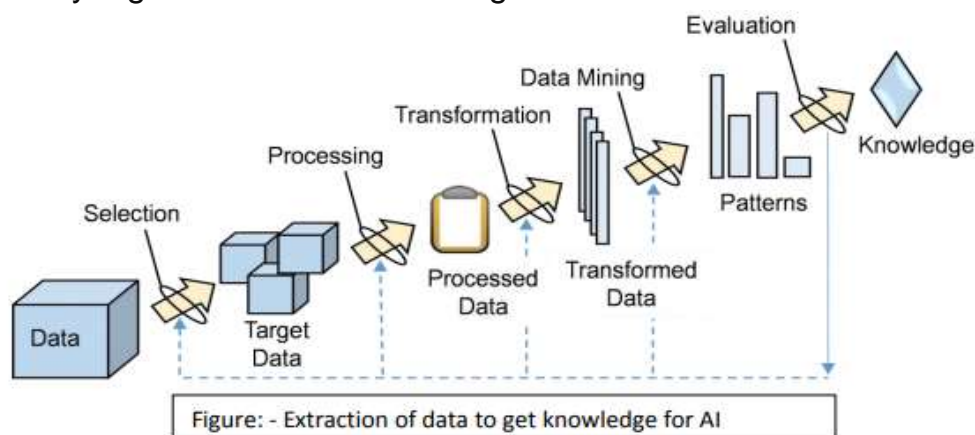 Evaluation
Data Mining
Transformation
Knowledge
Processing
Patterns
Selection
Processed
Data
Transformed
Data
Target
Data
Data
Figure: - Extraction of data to get knowledge for AI